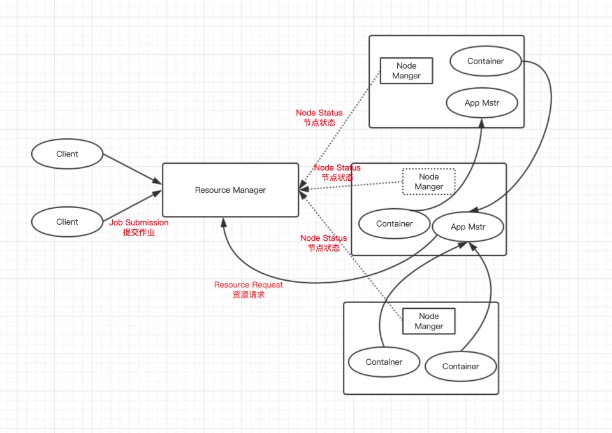 Node
Manger
Container
App Mstr
Node Status
节点状态
Client
Resource Manager
Node Status
节点状态
Node
Manger
Client
Job Submission
提交作业
Container
App Mstr
Node Status
节点状态
Resource Request
资源请求
Node
Manger
Container
Container